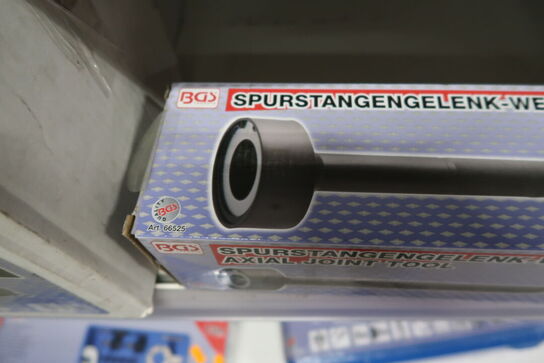 BGS SPURSTANGENGELENK-WE
BGS
Art. 66525
BGS SPURSTANGENGELENK-
AXIAL JOINT TOOL